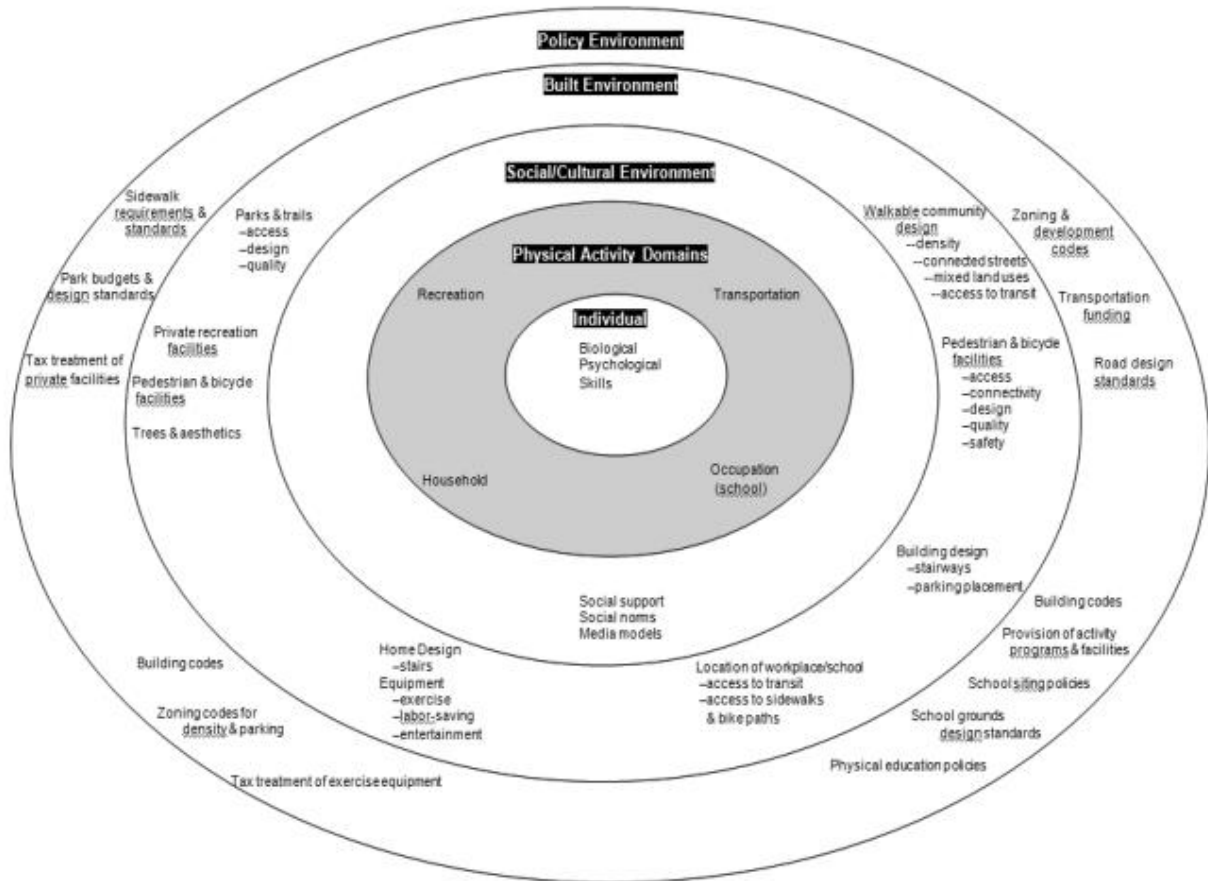 Policy Environment
Built Environment
Social/Cultural Environment
Physical Activity Domains
Recreation
Transportation
Individual
Biological
Psychological
Skills
Household
Occupation
(school)
Social support
Social norms
Media models
Sidewalk
requirements &
standards
Park budgets &
design standards
Tax treatment of
private facilities
Parks & trails
–access
–design
–quality
Private recreation
facilities
Pedestrian & bicycle
facilities
Trees & aesthetics
Walkable community
design
--density
--connected streets
--mixed land uses
--access to transit
Pedestrian & bicycle
facilities
–access
–connectivity
–design
–quality
–safety
Zoning &
development
codes
Transportation
funding
Road design
standards
Building design
–stairways
–parking placement
Building codes
Provision of activity
programs & facilities
School siting policies
School grounds
design standards
Physical education policies
Location of workplace/school
–access to transit
–access to sidewalks
& bike paths
Home Design
–stairs
Equipment
–exercise
–labor-saving
–entertainment
Building codes
Zoning codes for
density & parking
Tax treatment of exercise equipment